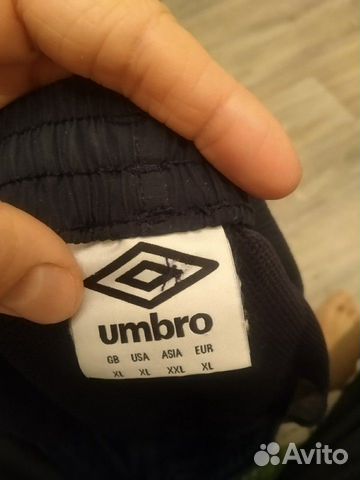 umbro
GB USA ASIA EUR
XL XL XXL XL
Avito